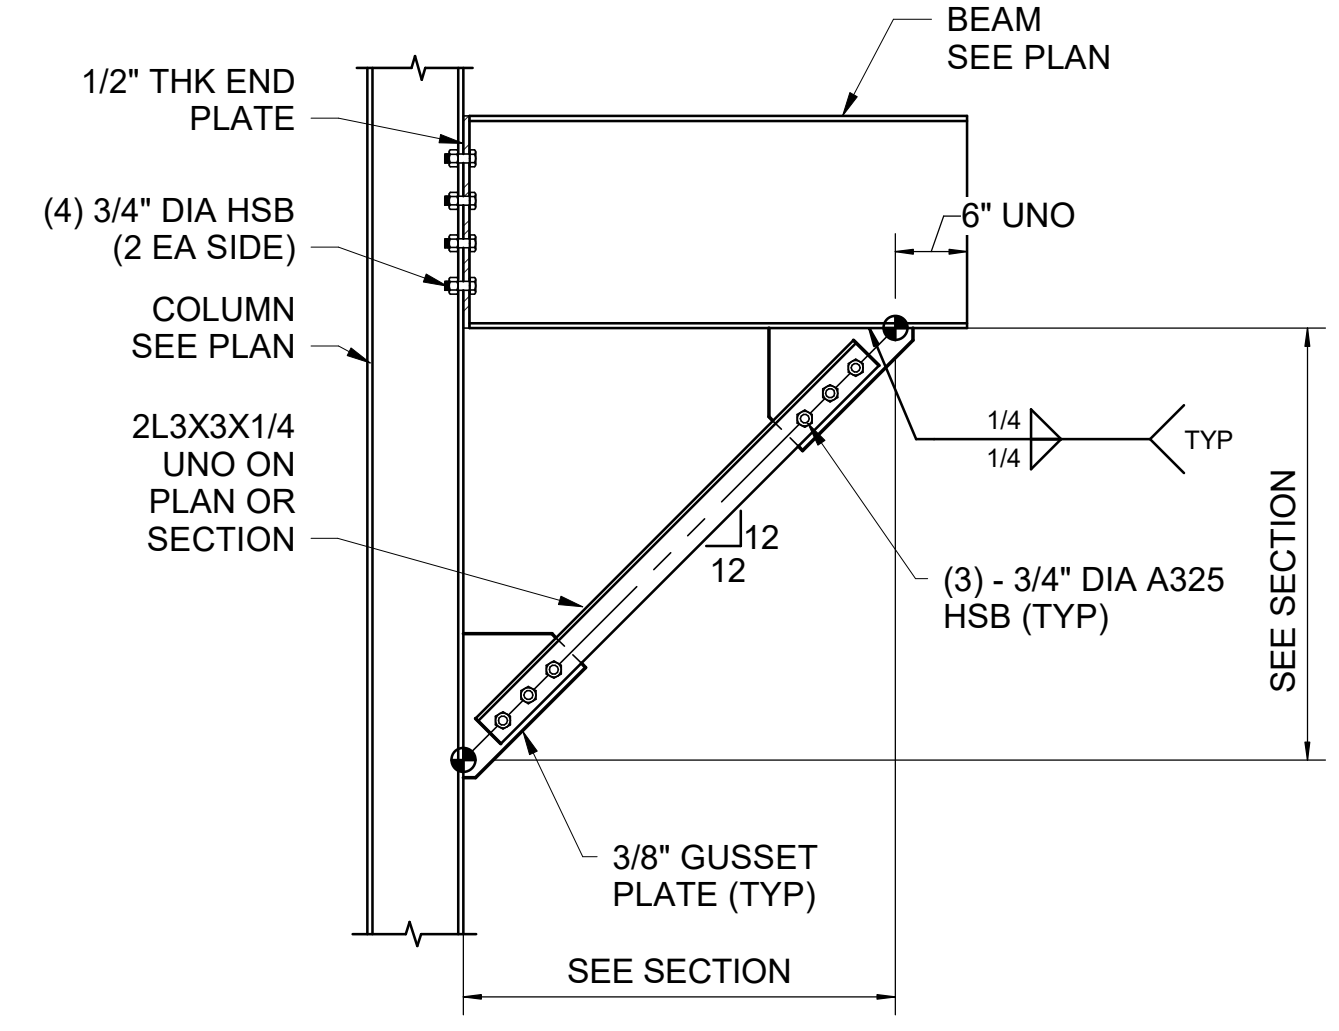 BEAM
SEE PLAN
1/2" THK END
PLATE
(4) 3/4" DIA HSB
(2 EA SIDE)
6" UNO
COLUMN
SEE PLAN
2L3X3X1/4
UNO ON
PLAN OR
SECTION
1/4
1/4
TYP
12
12
(3) - 3/4" DIA A325
HSB (TYP)
SEE SECTION
3/8" GUSSET
PLATE (TYP)
SEE SECTION